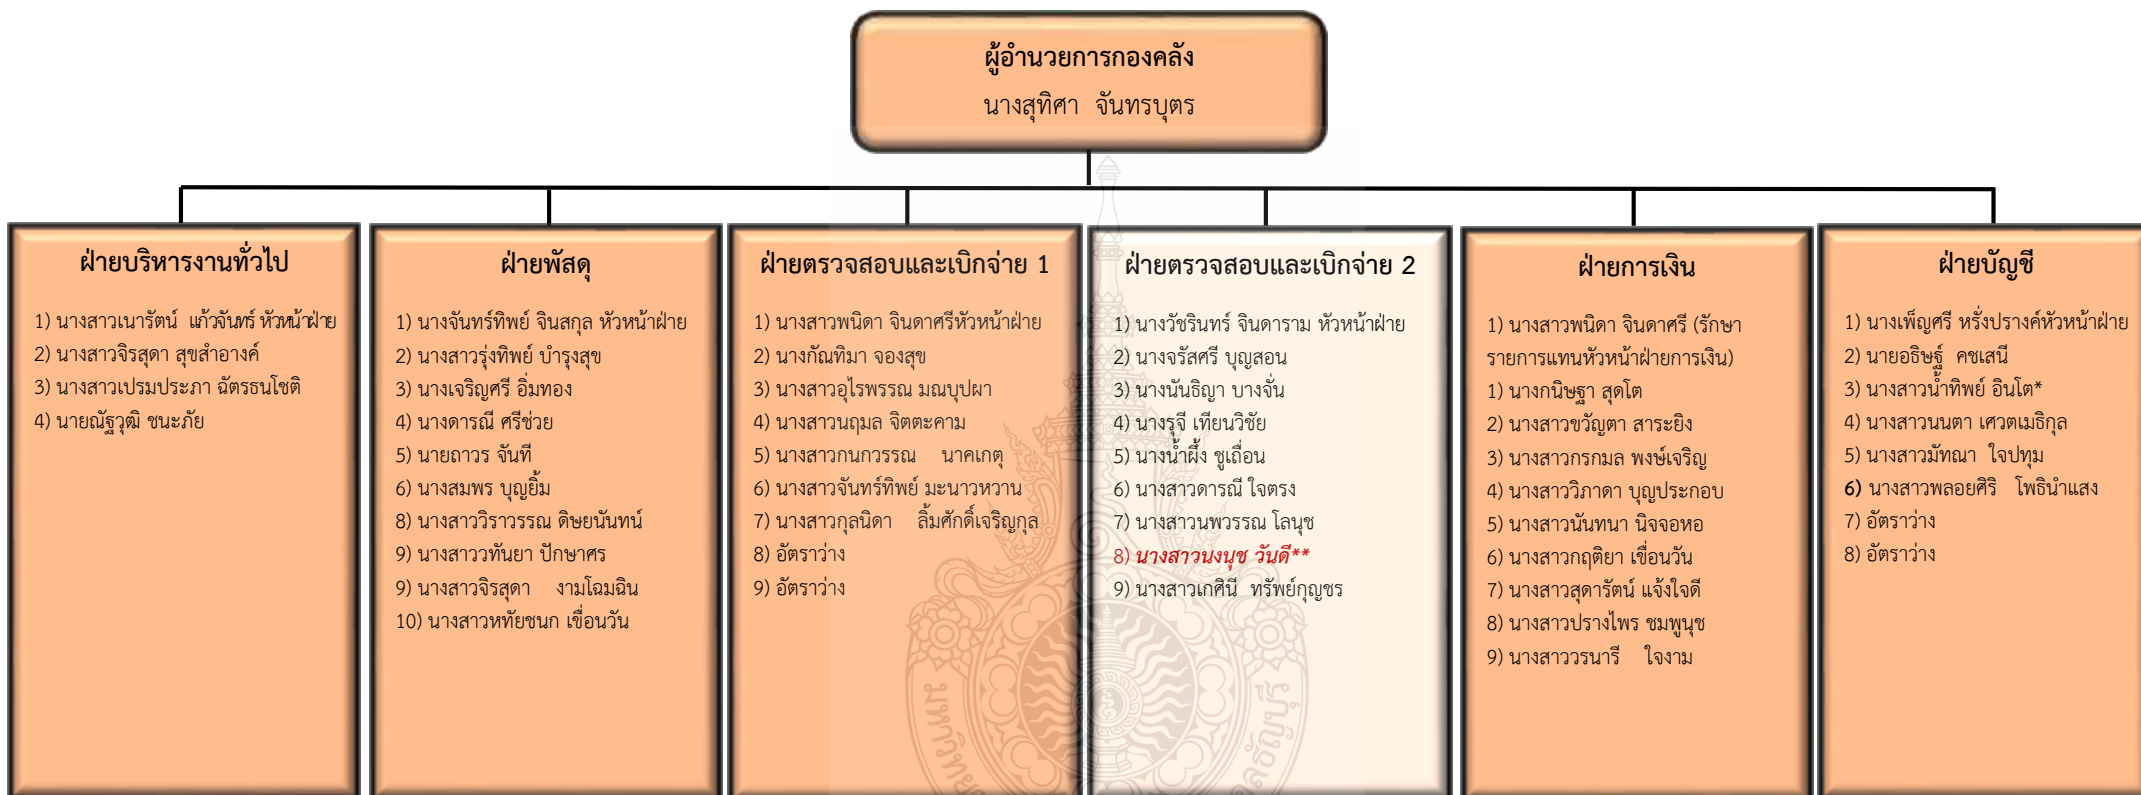 ผู้อำนวยการกองคลัง
นางสุทิศา จันทรบุตร
ฝ่ายบริหารงานทั่วไป
1) นางสาวเนารัตน์ แก้วจันทร์ หัวหน้าฝ่าย
2) นางสาวจิรสุดา สุขสำอางค์
3) นางสาวเปรมประภา ฉัตรธนโชติ
4) นายณัฐวุฒิ ชนะภัย
ฝ่ายพัสดุ
1) นางจันทร์ทิพย์ จินสกุล หัวหน้าฝ่าย
2) นางสาวรุ่งทิพย์ บำรุงสุข
3) นางเจริญศรี อิ่มทอง
4) นางดารณี ศรีช่วย
5) นายถาวร จันที
6) นางสมพร บุญยิ้ม
8) นางสาววิราวรรณ ดิษยนันทน์
9) นางสาววทันยา ปักษาศร
9) นางสาวจิรสุดา งามโฉมฉิน
10) นางสาวหทัยชนก เขื่อนวัน
ฝ่ายตรวจสอบและเบิกจ่าย 1
1) นางสาวพนิดา จินดาศรีหัวหน้าฝ่าย
2) นางกัณทิมา จองสุข
3) นางสาวอุไรพรรณ มณบุปผา
4) นางสาวนฤมล จิตตะคาม
5) นางสาวกนกวรรณ นาคเกตุ
6) นางสาวจันทร์ทิพย์ มะนาวหวาน
7) นางสาวกุลนิดา ลิ้มศักดิ์เจริญกุล
8) อัตราว่าง
9) อัตราว่าง
ฝ่ายตรวจสอบและเบิกจ่าย 2
1) นางวัชรินทร์ จินดาราม หัวหน้าฝ่าย
2) นางจรัสศรี บุญสอน
3) นางนันธิญา บางจั่น
4) นางรุจี เทียนวิชัย
5) นางน้ำผึ้ง ชูเถื่อน
6) นางสาวดารณี ใจตรง
7) นางสาวนพวรรณ โลนุช
8) นางสาวนงนุช วันดี**
9) นางสาวเกศินี ทรัพย์กุญชร
ฝ่ายการเงิน
1) นางสาวพนิดา จินดาศรี (รักษา
รายการแทนหัวหน้าฝ่ายการเงิน)
1) นางกนิษฐา สุดโต
2) นางสาวขวัญตา สาระยิง
3) นางสาวกรกมล พงษ์เจริญ
4) นางสาววิภาดา บุญประกอบ
5) นางสาวนันทนา นิจจอหอ
6) นางสาวกฤติยา เขื่อนวัน
7) นางสาวสุดารัตน์ แจ้งใจดี
8) นางสาวปรางไพร ชมพูนุช
9) นางสาววรนารี ใจงาม
ฝ่ายบัญชี
1) นางเพ็ญศรี หรั่งปรางค์หัวหน้าฝ่าย
2) นายอธิษฐ์ คชเสนี
3) นางสาวน้ำทิพย์ อินโต*
4) นางสาวนนตา เศวตเมธิกุล
5) นางสาวมัทณา ใจปทุม
6) นางสาวพลอยศิริ โพธินำแสง
7) อัตราว่าง
8) อัตราว่าง